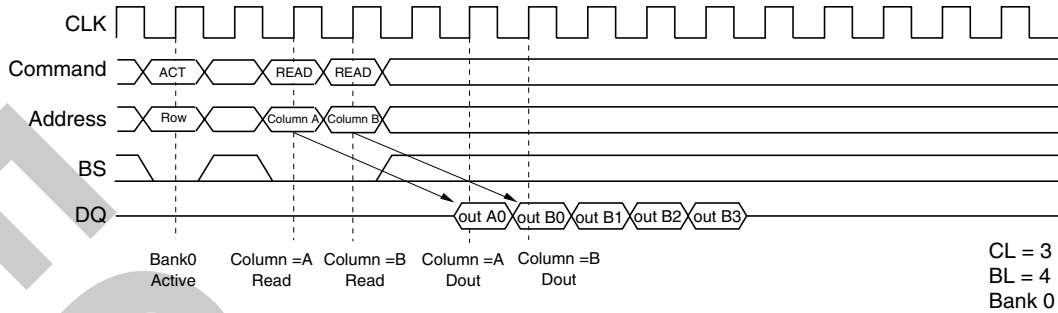 CLK
Command ACT READ READ
Address Row Column A Column B
BS
DQ out A0 out B0 out B1 out B2 out B3
Bank0 Active
Column =A Read
Column =B Read
Column =A Dout
Column =B Dout
CL = 3
BL = 4
Bank 0